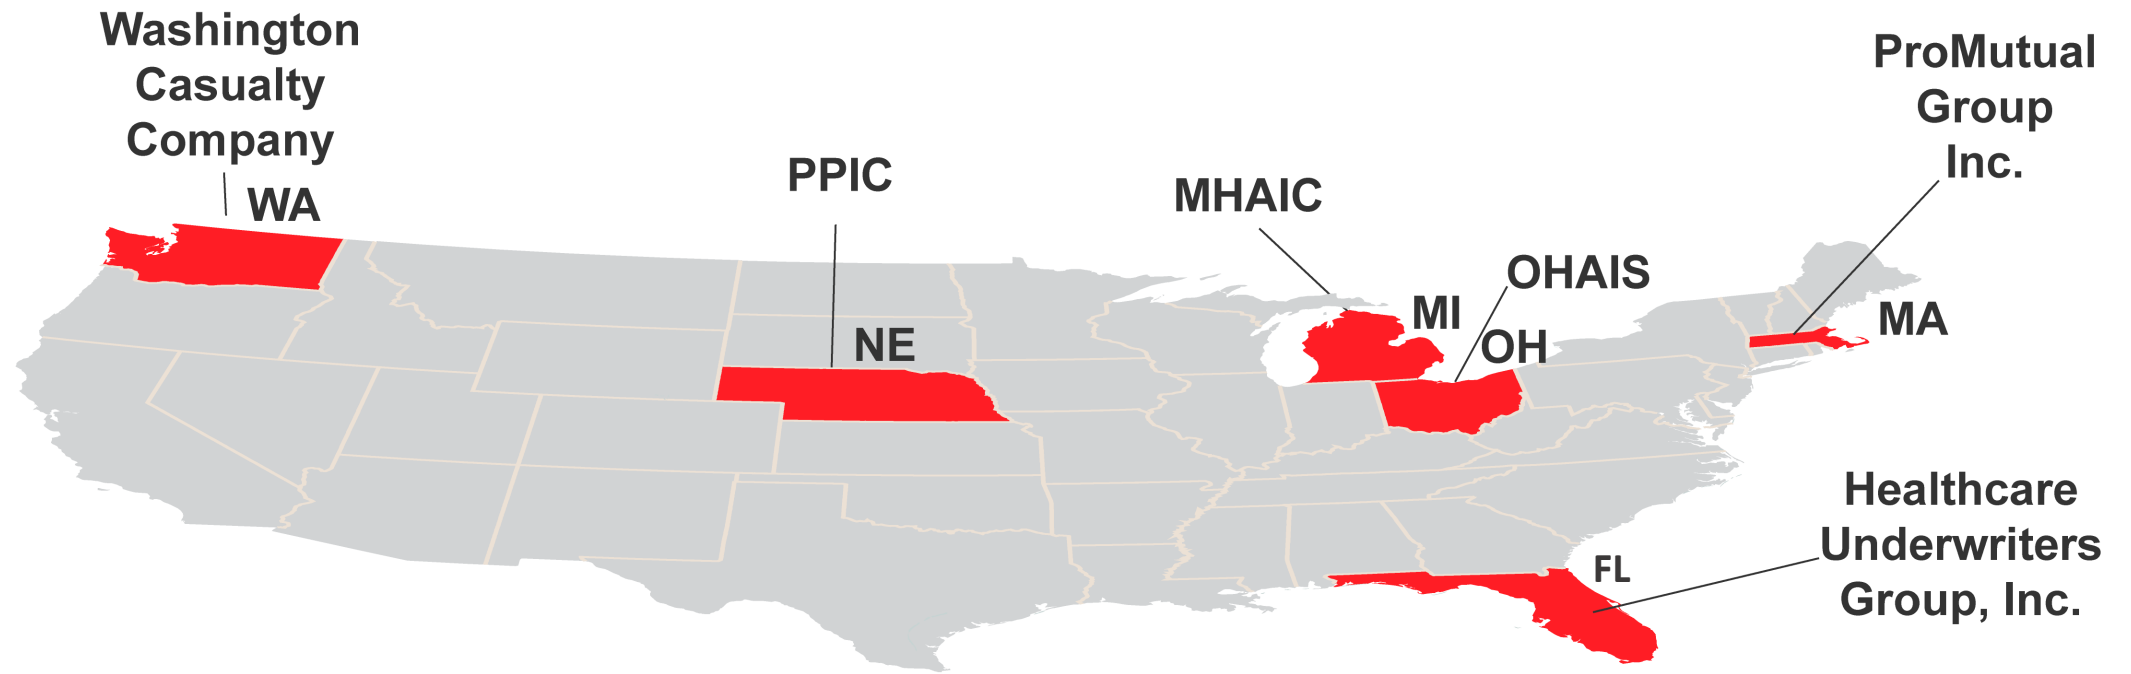 Washington
Casualty
Company
WA
PPIC
NE
MHAIC
MI
OHAIS
OH
ProMutual
Group
Inc.
MA
Healthcare
Underwriters
Group, Inc.
FL